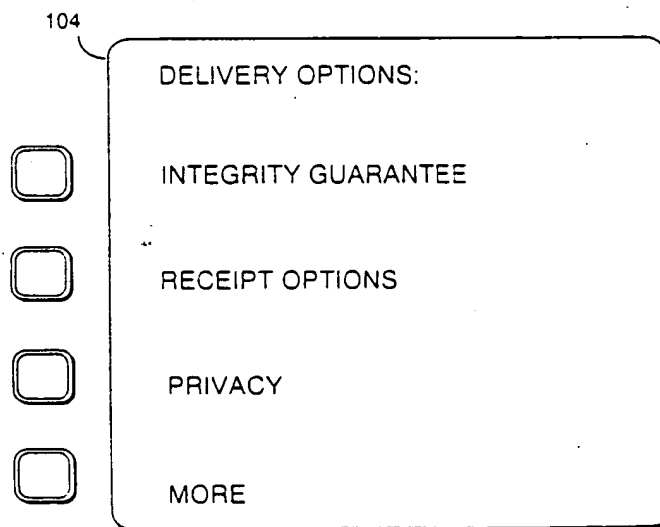 104
DELIVERY OPTIONS:
INTEGRITY GUARANTEE
RECEIPT OPTIONS
PRIVACY
MORE